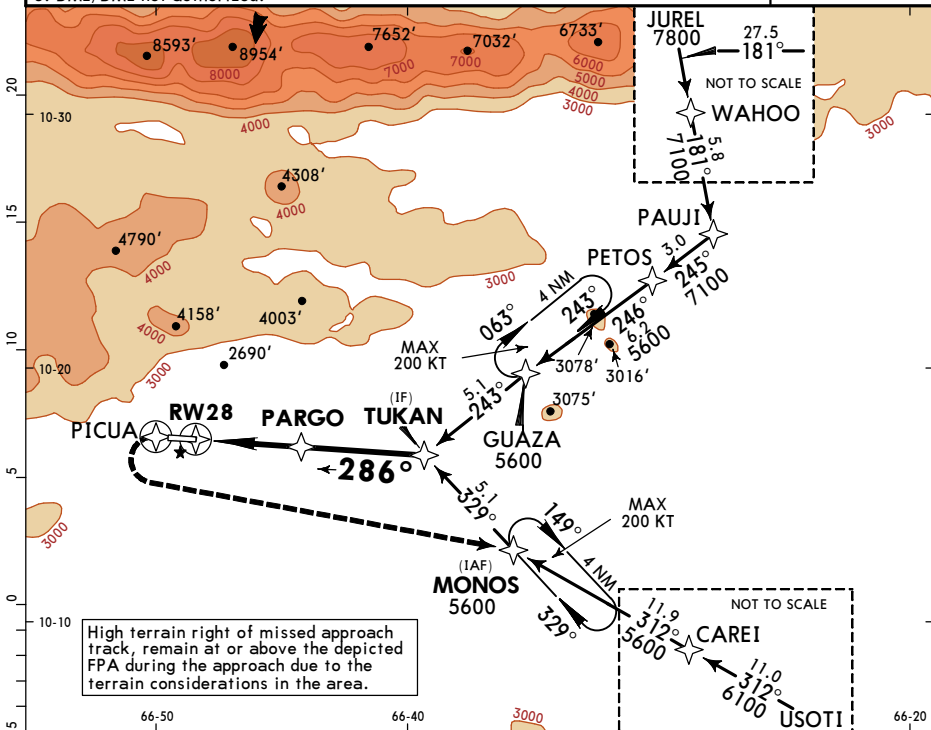 JUREL
7800
27.5
181°
NOT TO SCALE
WAHOO
5.8
181°
7100
8593'
8954'
7652'
7032'
6733'
8000
7000
7000
6000
5000
4000
3000
4000
3000
20
10-30
4308'
4000
15
PAUJI
3.0
245°
7100
PETOS
4790'
4000
3000
4 NM
063°
243°
246°
6.2
5600
4158'
4003'
4000
10
MAX
200 KT
3078'
3016'
2690'
10-20
3000
5.1
243°
3075'
(IF)
TUKAN
GUAZA
5600
PICUA
RW28
PARGO
286°
5
5.1
329°
149°
MAX
200 KT
3000
4 NM
(IAF)
MONOS
5600
329°
0
10-10
NOT TO SCALE
11.9
312°
5600
CAREI
11.0
312°
6100
USOTI
High terrain right of missed approach
track, remain at or above the depicted
FPA during the approach due to the
terrain considerations in the area.
5
66-50
66-40
3000
66-20